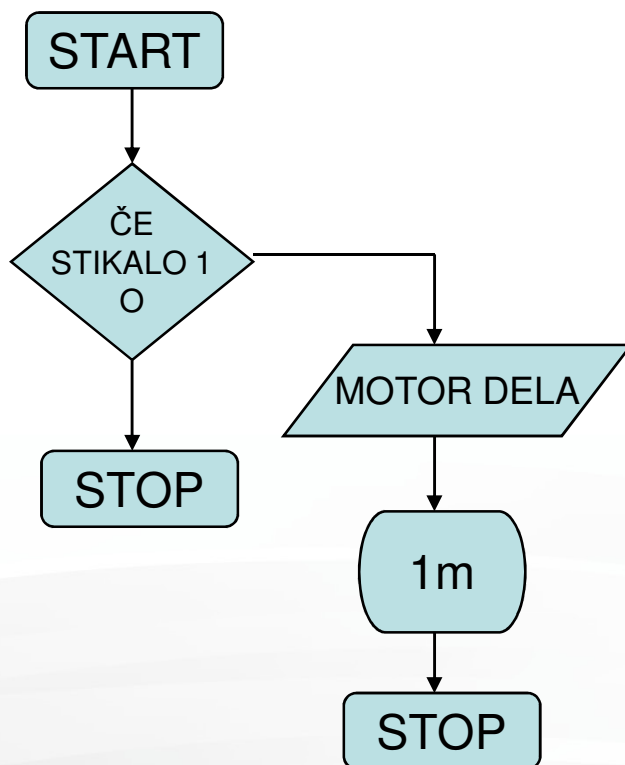 START
ČE
STIKALO 1
O
MOTOR DELA
STOP
1m
STOP